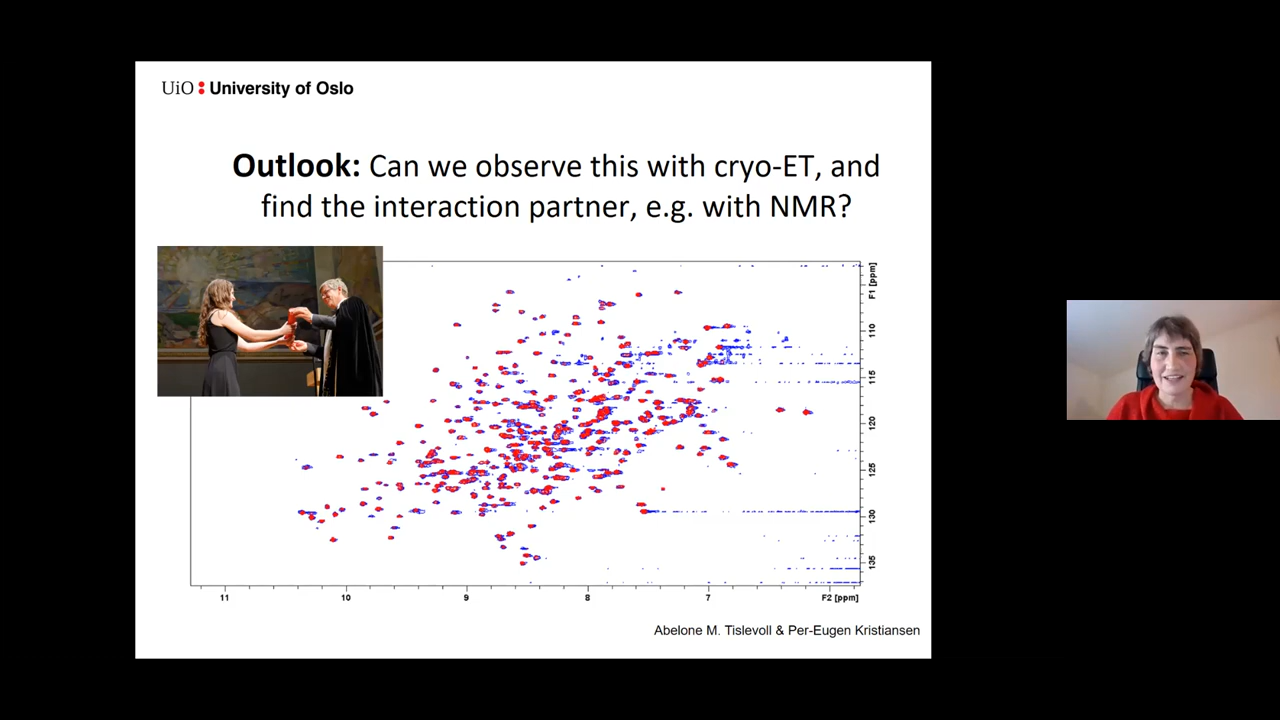 UiO: University of Oslo
Outlook: Can we observe this with cryo-ET, and
find the interaction partner, e.g. with NMR?
F1 [ppm]
110
115
120
125
130
135
11 10 9 8 7 F2 [ppm]
Abelone M. Tislevoll & Per-Eugen Kristiansen